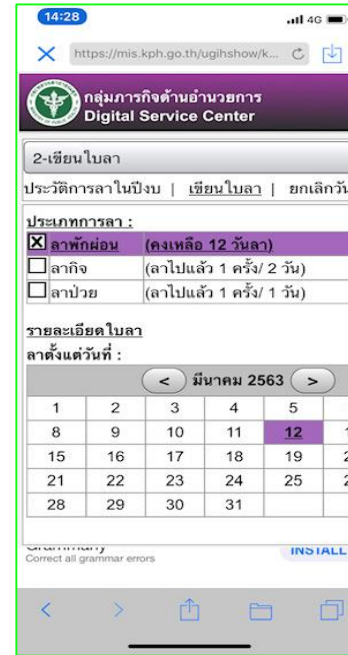 14:28
4G
https://mis.kph.go.th/ugihshow/k...
กลุ่มภารกิจด้านอำนวยการ
Digital Service Center
2-เขียนใบลา
ประวัติการลาในปีงบ | เขียนใบลา | ยกเลิกวัน
ประเภทการลา :
X ลาพักผ่อน (คงเหลือ 12 วันลา)
ลากิจ (ลาไปแล้ว 1 ครั้ง/ 2 วัน)
ลาป่วย (ลาไปแล้ว 1 ครั้ง/ 1 วัน)
รายละเอียดใบลา
ลาตั้งแต่วันที่ :
< มีนาคม 2563 >
1 2 3 4 5
8 9 10 11 12 1
15 16 17 18 19 2
21 22 23 24 25 2
28 29 30 31
Correct all grammar errors
INSTALL